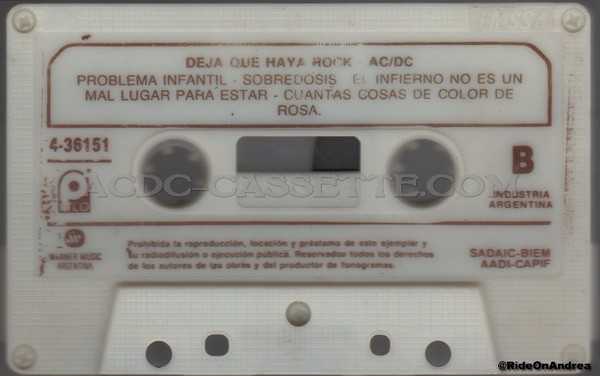 DEJA QUE HAYA ROCK - AC/DC
PROBLEMA INFANTIL - SOBREDOSIS EL INFIERNO NO ES UN
MAL LUGAR PARA ESTAR - CUANTAS COSAS DE COLOR DE
ROSA.
4-36151
B
ACDC-CASSETTE.COM
INDUSTRIA
ARGENTINA
WARNER MUSIC
ARGENTINA
Prohibida la reproducción, locación y préstamo de este ejemplar y
su radiodifusión o ejecución pública. Reservados todos los derechos
de los autores de las obras y del productor de fonogramas.
SADAIC-BIEM
AADI-CAPIF
@RideOnAndrea